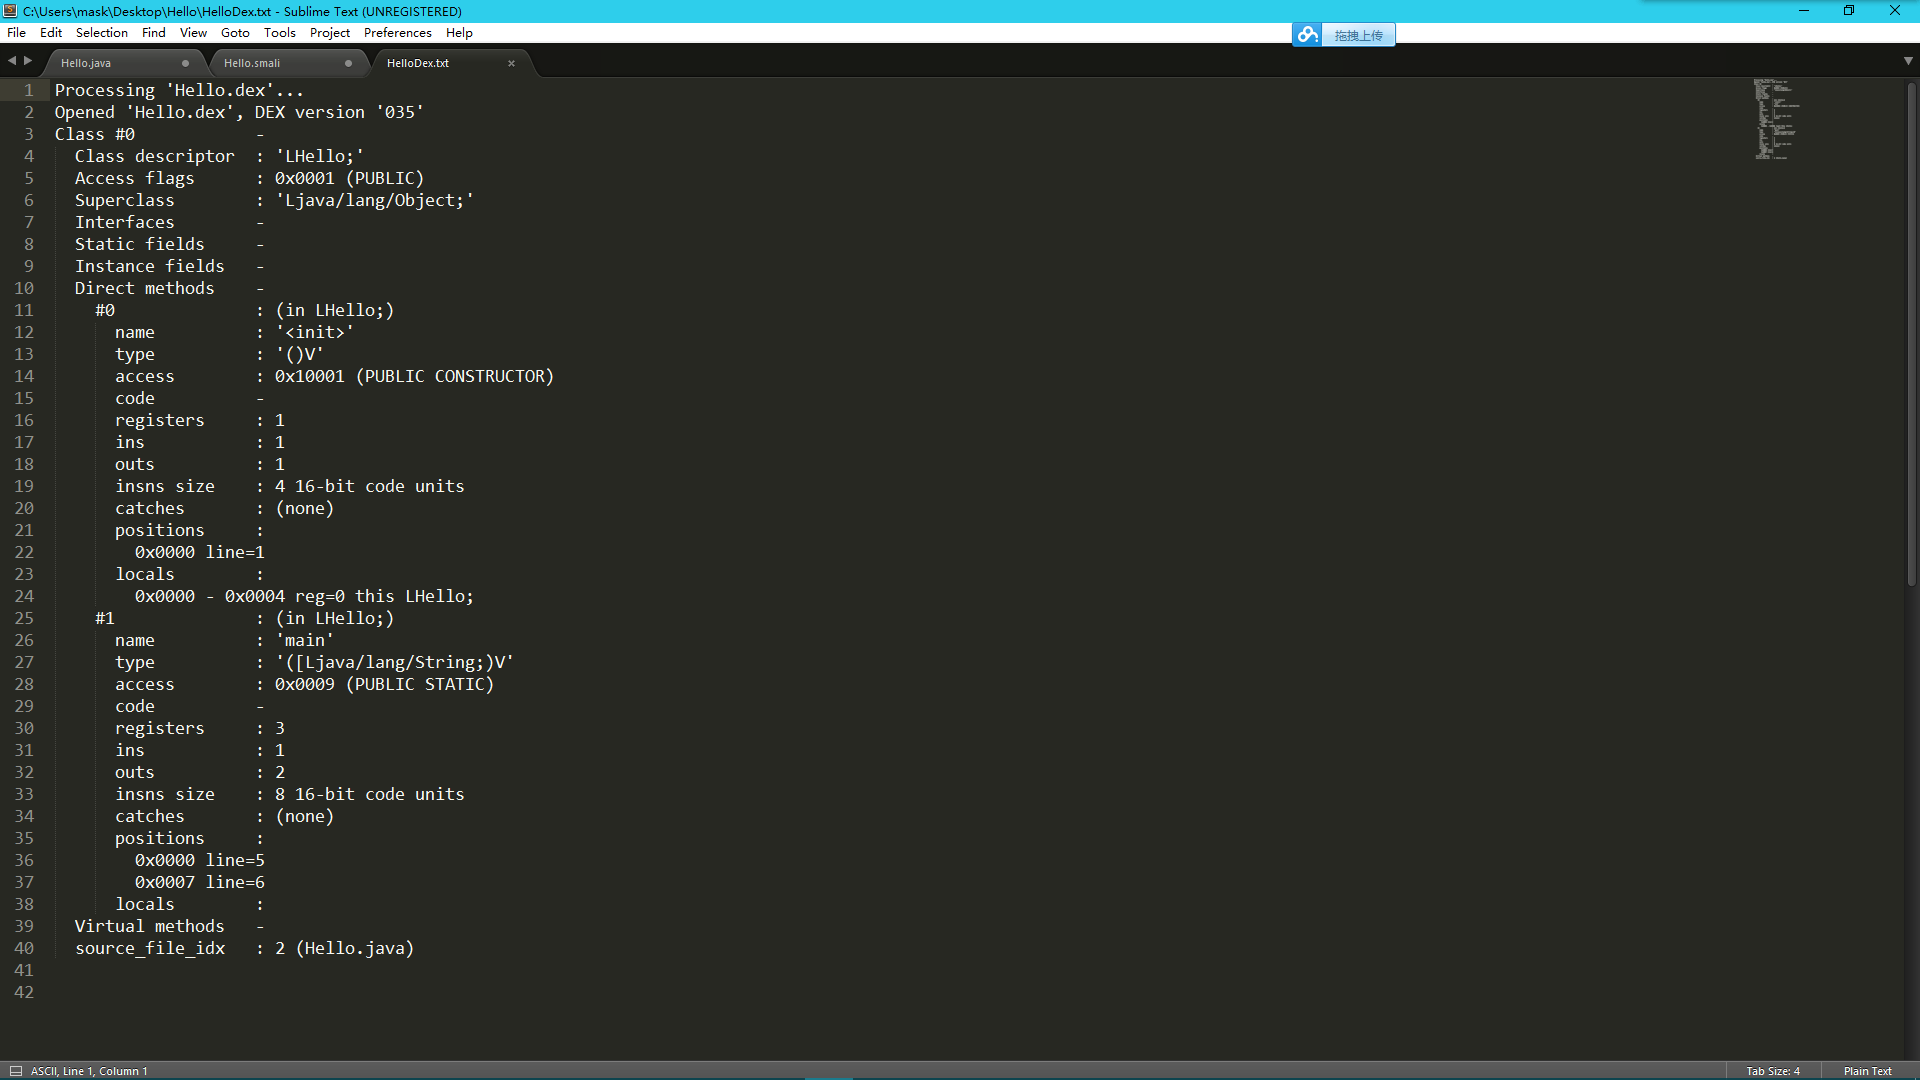 C:\Users\mask\Desktop\Hello\HelloDex.txt - Sublime Text (UNREGISTERED)
File Edit Selection Find View Goto Tools Project Preferences Help
拖拽上传
Hello.java Hello.smali HelloDex.txt
1 Processing 'Hello.dex'...
2 Opened 'Hello.dex', DEX version '035'
3 Class #0            -
4   Class descriptor  : 'LHello;'
5   Access flags      : 0x0001 (PUBLIC)
6   Superclass        : 'Ljava/lang/Object;'
7   Interfaces        -
8   Static fields     -
9   Instance fields   -
10   Direct methods    -
11     #0              : (in LHello;)
12       name          : '<init>'
13       type          : '()V'
14       access        : 0x10001 (PUBLIC CONSTRUCTOR)
15       code          -
16       registers     : 1
17       ins           : 1
18       outs          : 1
19       insns size    : 4 16-bit code units
20       catches       : (none)
21       positions     :
22         0x0000 line=1
23       locals        :
24         0x0000 - 0x0004 reg=0 this LHello;
25     #1              : (in LHello;)
26       name          : 'main'
27       type          : '([Ljava/lang/String;)V'
28       access        : 0x0009 (PUBLIC STATIC)
29       code          -
30       registers     : 3
31       ins           : 1
32       outs          : 2
33       insns size    : 8 16-bit code units
34       catches       : (none)
35       positions     :
36         0x0000 line=5
37         0x0007 line=6
38       locals        :
39   Virtual methods   -
40   source_file_idx   : 2 (Hello.java)
41
42
ASCII, Line 1, Column 1 Tab Size: 4 Plain Text